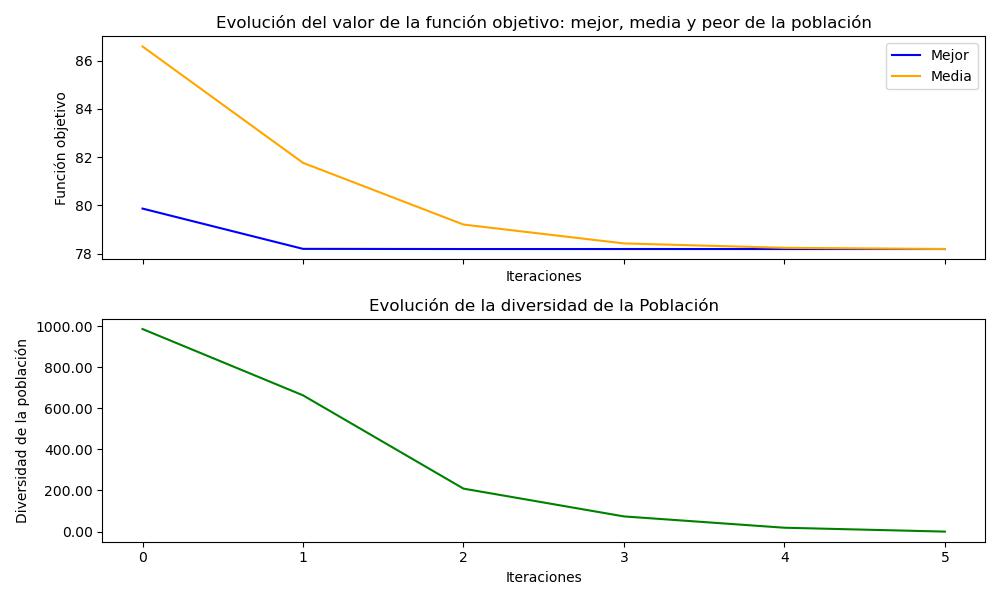 Evolución del valor de la función objetivo: mejor, media y peor de la población
86
84
82
80
78
Función objetivo
Mejor
Media
Iteraciones
Evolución de la diversidad de la Población
1000.00
800.00
600.00
400.00
200.00
0.00
Diversidad de la población
0 1 2 3 4 5
Iteraciones